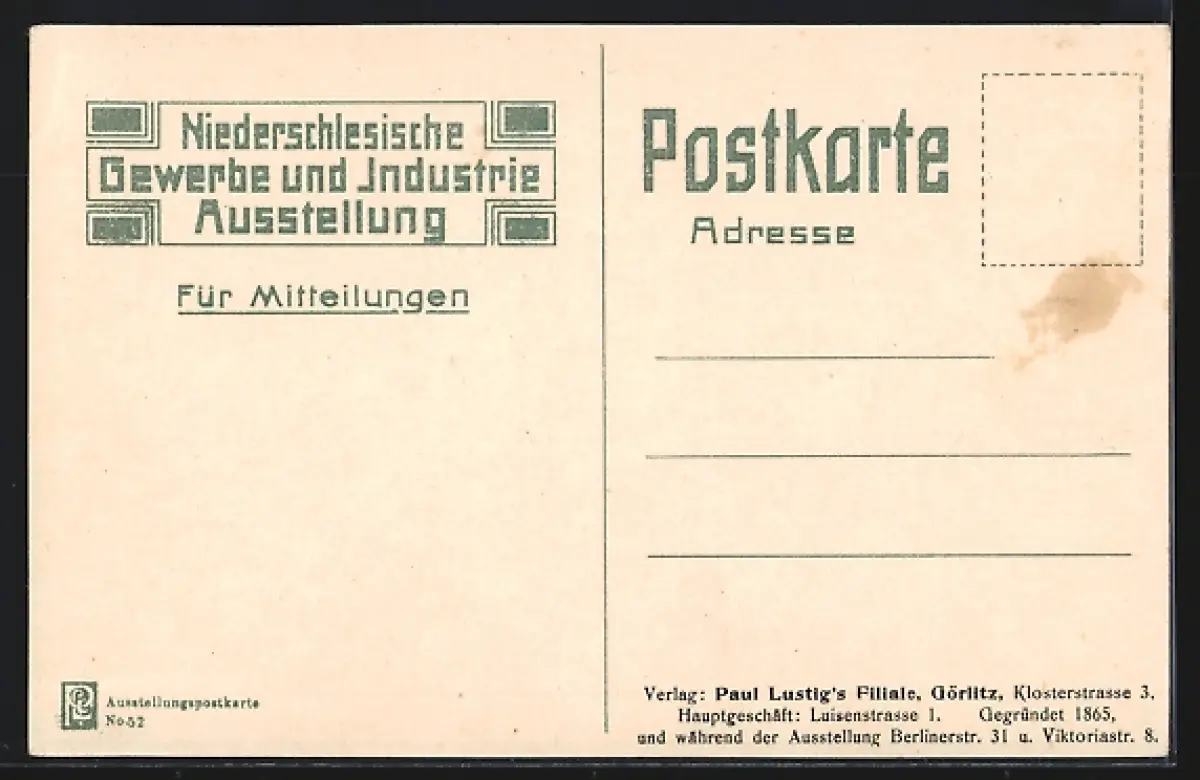 Niederschlesische
Gewerbe und Industrie
Ausstellung
Für Mitteilungen
Postkarte
Adresse
Ausstellungspostkarte
No 52
Verlag: Paul Lustig's Filiale, Görlitz, Klosterstrasse 3,
Hauptgeschäft: Luisenstrasse 1. Gegründet 1865,
und während der Ausstellung Berlinerstr. 31 u. Viktoriastr. 8.